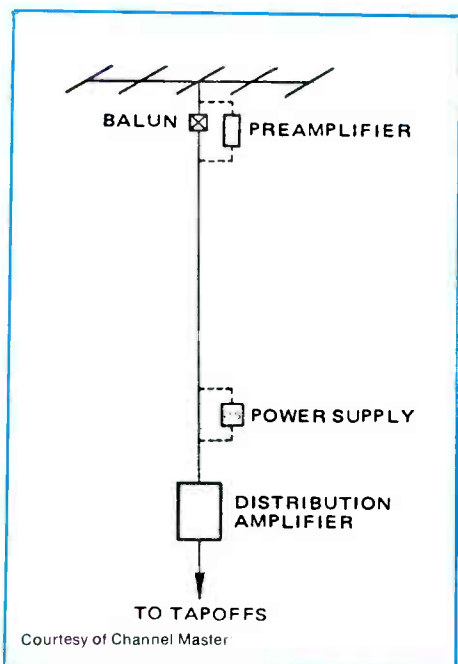 BALUN
PREAMPLIFIER
POWER SUPPLY
DISTRIBUTION
AMPLIFIER
TO TAPOFFS
Courtesy of Channel Master